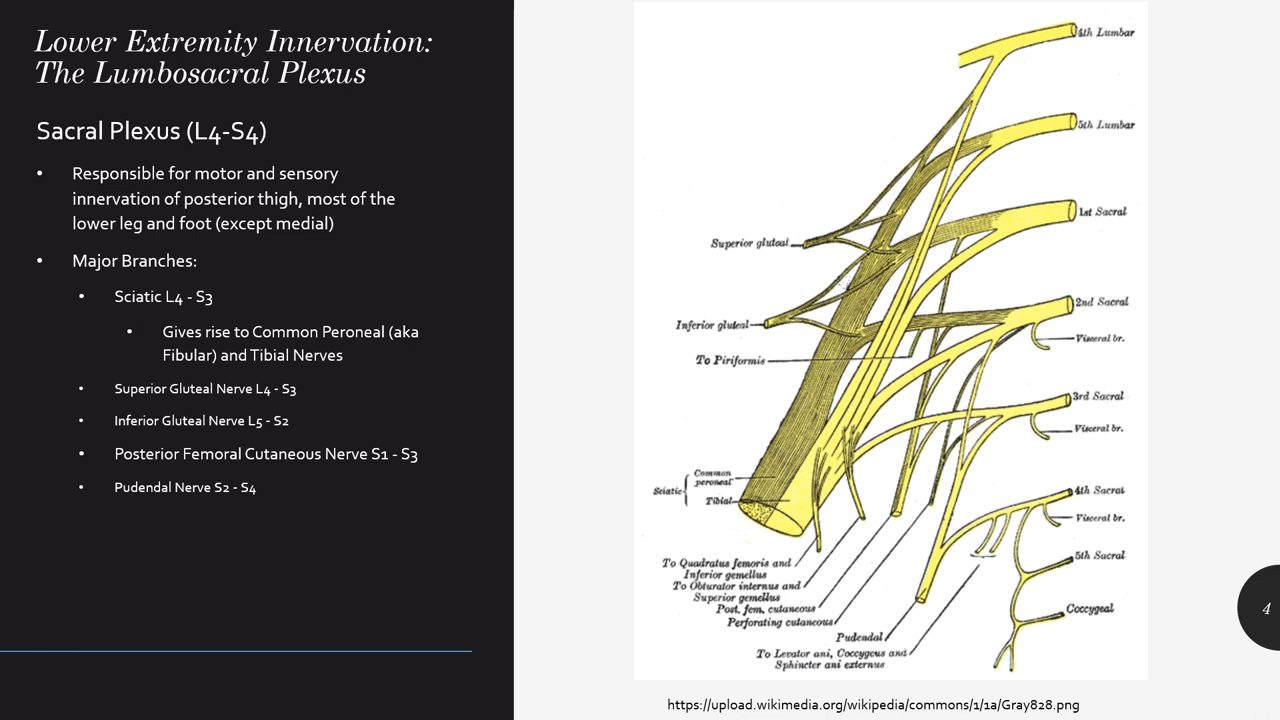 Lower Extremity Innervation:
The Lumbosacral Plexus
Sacral Plexus (L4-S4)
• Responsible for motor and sensory
innervation of posterior thigh, most of the
lower leg and foot (except medial)
• Major Branches:
• Sciatic L4 - S3
• Gives rise to Common Peroneal (aka
Fibular) and Tibial Nerves
• Superior Gluteal Nerve L4 - S3
• Inferior Gluteal Nerve L5 - S2
• Posterior Femoral Cutaneous Nerve S1 - S3
• Pudendal Nerve S2 - S4
4th Lumbar
5th Lumbar
1st Sacral
Superior gluteal
2nd Sacral
Inferior gluteal
Visceral br.
To Piriformis
3rd Sacral
Visceral br.
Common
peroneal
Sciatic
Tibial
4th Sacral
Visceral br.
5th Sacral
To Quadratus femoris and
Inferior gemellus
To Obturator internus and
Superior gemellus
Post. fem. cutaneous
Perforating cutaneous
Coccygeal
Pudendal
To Levator ani, Coccygeus and
Sphincter ani externus
4
https://upload.wikimedia.org/wikipedia/commons/1/1a/Gray828.png